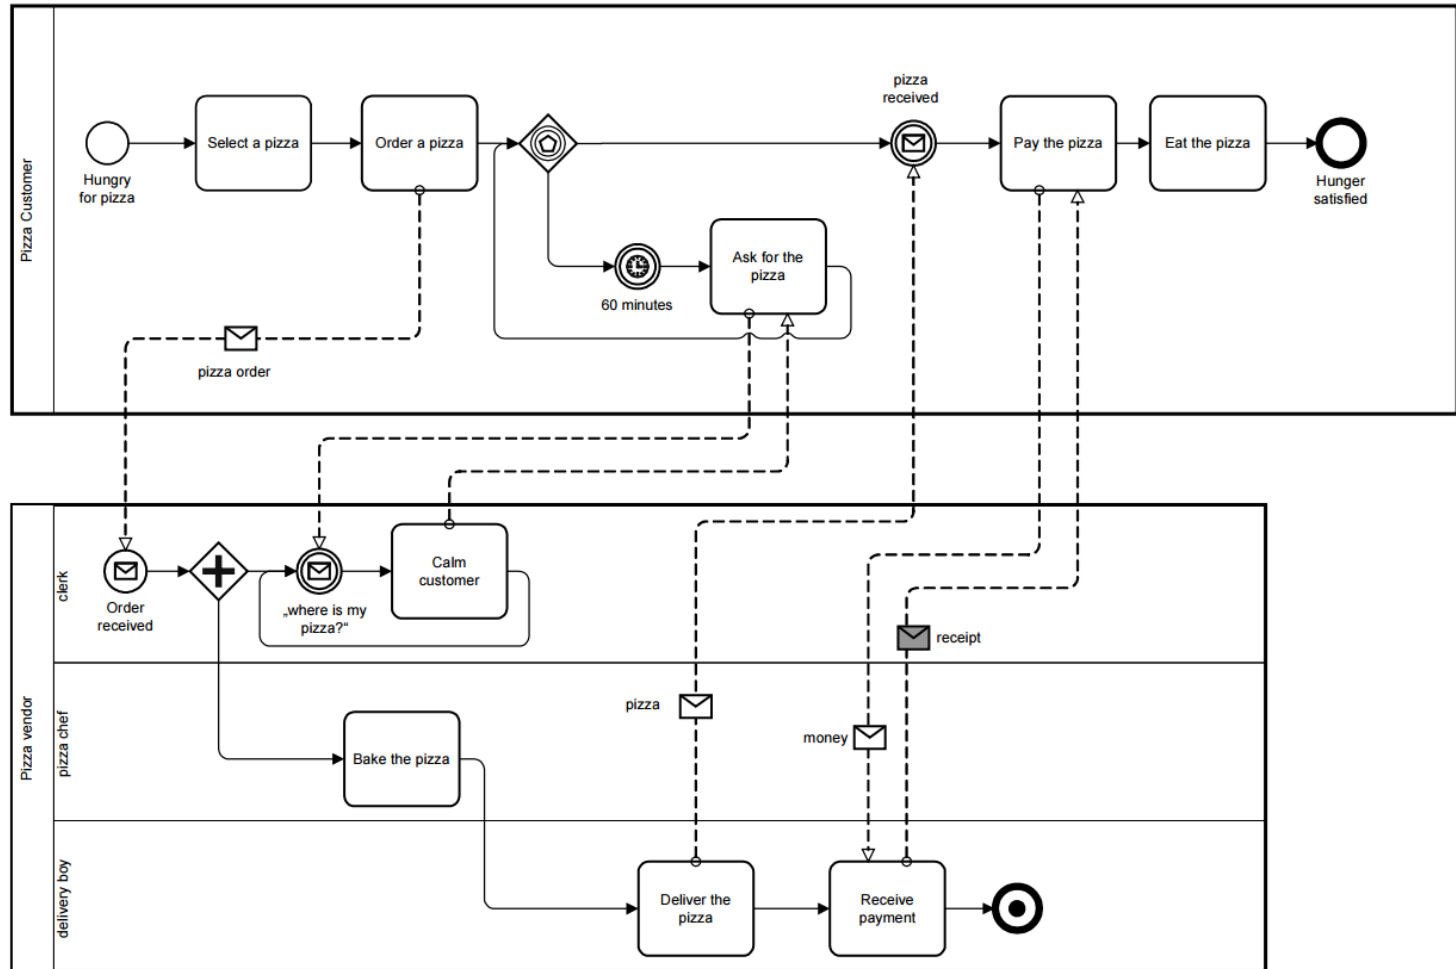 Pizza Customer
Hungry
for pizza
Select a pizza
Order a pizza
pizza
received
Pay the pizza
Eat the pizza
Hunger
satisfied
60 minutes
Ask for the
pizza
pizza order
Pizza vendor
clerk
Order
received
„where is my
pizza?“
Calm
customer
receipt
pizza chef
Bake the pizza
pizza
money
delivery boy
Deliver the
pizza
Receive
payment